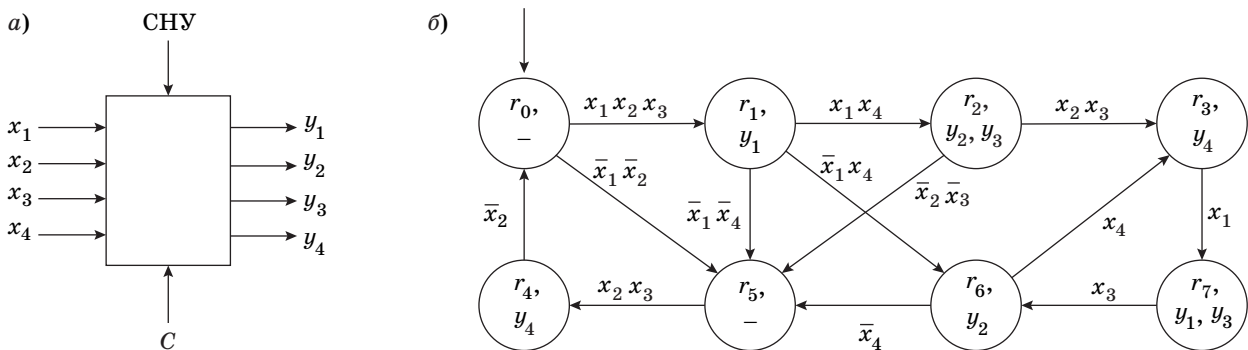 а)
СНУ
x₁
x₂
x₃
x₄
y₁
y₂
y₃
y₄
C
б)
r₀,
–
x₁ x₂ x₃
r₁,
y₁
x₁ x₄
r₂,
y₂, y₃
x₂ x₃
r₃,
y₄
x̄₁ x̄₂
x̄₁ x₄
x̄₂ x̄₃
x̄₂
x̄₁ x̄₄
x₄
x₁
r₄,
y₄
x₂ x₃
r₅,
–
x̄₄
r₆,
y₂
x₃
r₇,
y₁, y₃